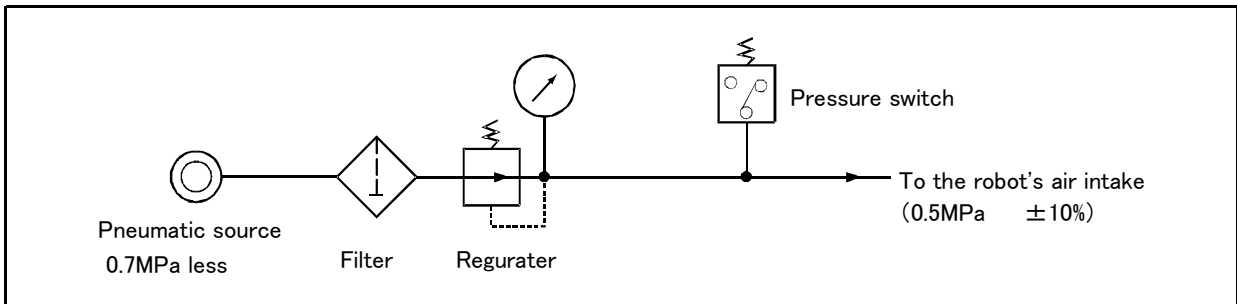 Pressure switch
To the robot's air intake
(0.5MPa ±10%)
Pneumatic source
0.7MPa less
Filter
Regurater